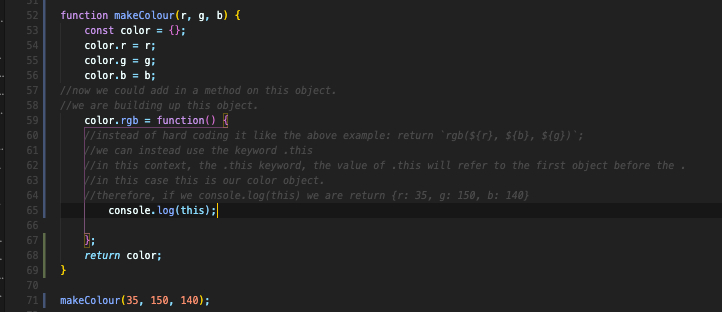 51
52 function makeColour(r, g, b) {
53 const color = {};
54 color.r = r;
55 color.g = g;
56 color.b = b;
57 //now we could add in a method on this object.
58 //we are building up this object.
59 color.rgb = function() {
60 //instead of hard coding it like the above example: return `rgb(${r}, ${b}, ${g})`;
61 //we can instead use the keyword .this
62 //in this context, the .this keyword, the value of .this will refer to the first object before the .
63 //in this case this is our color object.
64 //therefore, if we console.log(this) we are return {r: 35, g: 150, b: 140}
65 console.log(this);
66
67 };
68 return color;
69 }
70
71 makeColour(35, 150, 140);